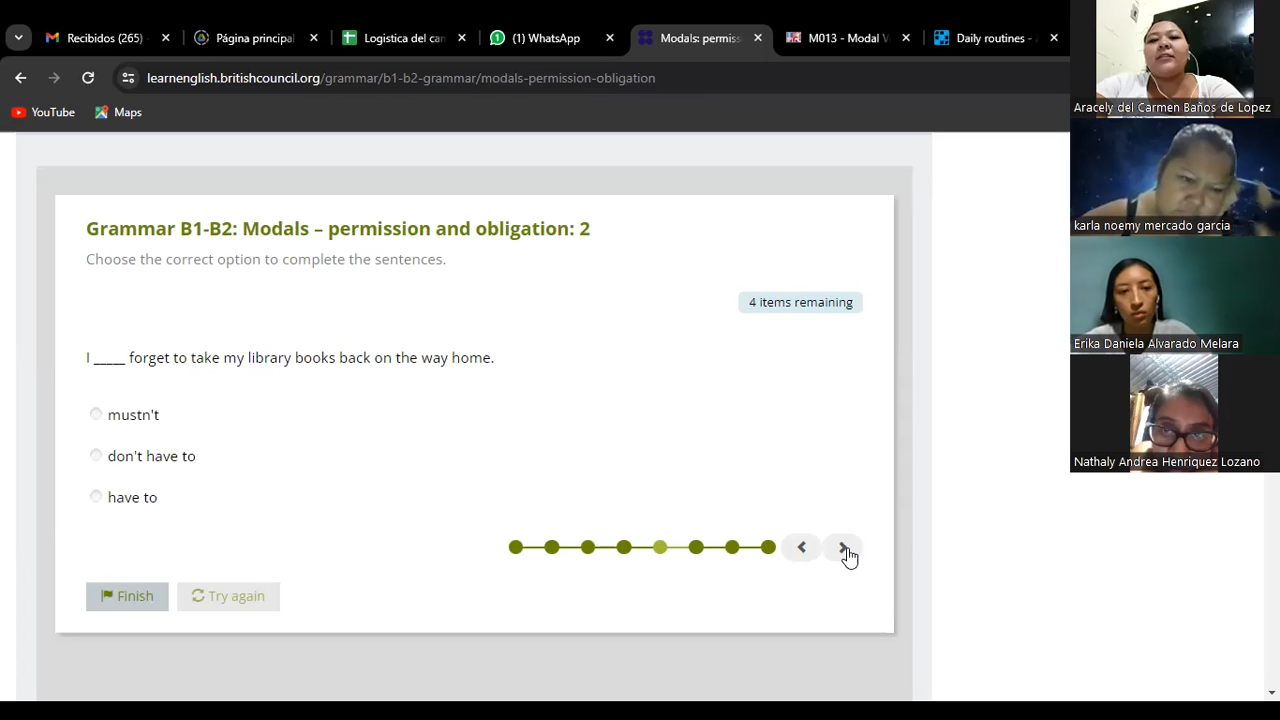 Recibidos (265)
Página principal
Logistica del car
(1) WhatsApp
Modals: permiss
M013 - Modal V
Daily routines -
learnenglish.britishcouncil.org/grammar/b1-b2-grammar/modals-permission-obligation
YouTube
Maps
Grammar B1-B2: Modals – permission and obligation: 2
Choose the correct option to complete the sentences.
4 items remaining
I _____ forget to take my library books back on the way home.
mustn't
don't have to
have to
Finish
Try again
Aracely del Carmen Baños de Lopez
karla noemy mercado garcia
Erika Daniela Alvarado Melara
Nathaly Andrea Henriquez Lozano